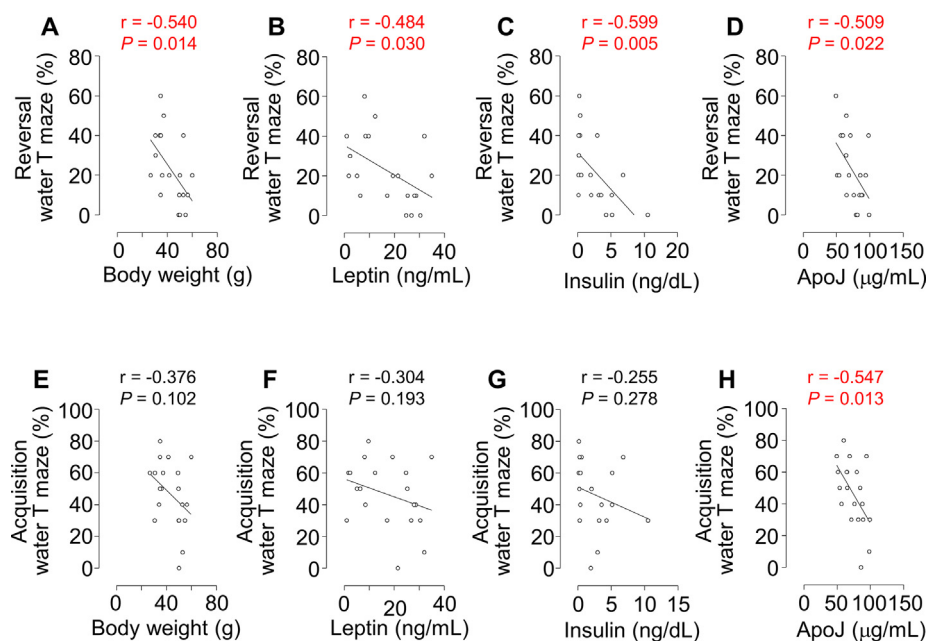 A
r = -0.540
P = 0.014
Reversal
water T maze (%)
80
60
40
20
0
0
40
80
Body weight (g)
B
r = -0.484
P = 0.030
Reversal
water T maze (%)
80
60
40
20
0
0
20
40
Leptin (ng/mL)
C
r = -0.599
P = 0.005
Reversal
water T maze (%)
80
60
40
20
0
0
5
10
20
Insulin (ng/dL)
D
r = -0.509
P = 0.022
Reversal
water T maze (%)
80
60
40
20
0
0
50
100
150
ApoJ (μg/mL)
E
r = -0.376
P = 0.102
Acquisition
water T maze (%)
100
80
60
40
20
0
0
40
80
Body weight (g)
F
r = -0.304
P = 0.193
Acquisition
water T maze (%)
100
80
60
40
20
0
0
20
40
Leptin (ng/mL)
G
r = -0.255
P = 0.278
Acquisition
water T maze (%)
100
80
60
40
20
0
0
5
10
15
Insulin (ng/dL)
H
r = -0.547
P = 0.013
Acquisition
water T maze (%)
100
80
60
40
20
0
0
50
100
150
ApoJ (μg/mL)